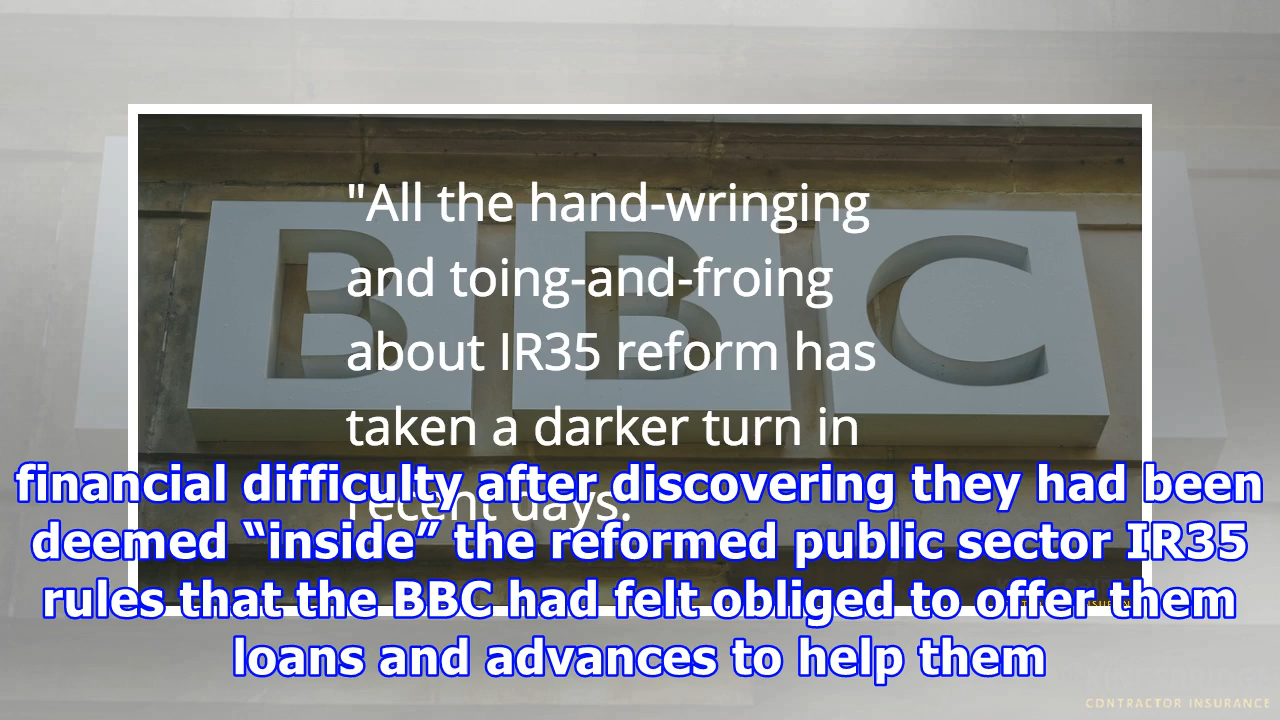 BBC
"All the hand-wringing
and toing-and-froing
about IR35 reform has
taken a darker turn in
recent days.
financial difficulty after discovering they had been
deemed “inside” the reformed public sector IR35
rules that the BBC had felt obliged to offer them
loans and advances to help them
CONTRACTOR INSURANCE